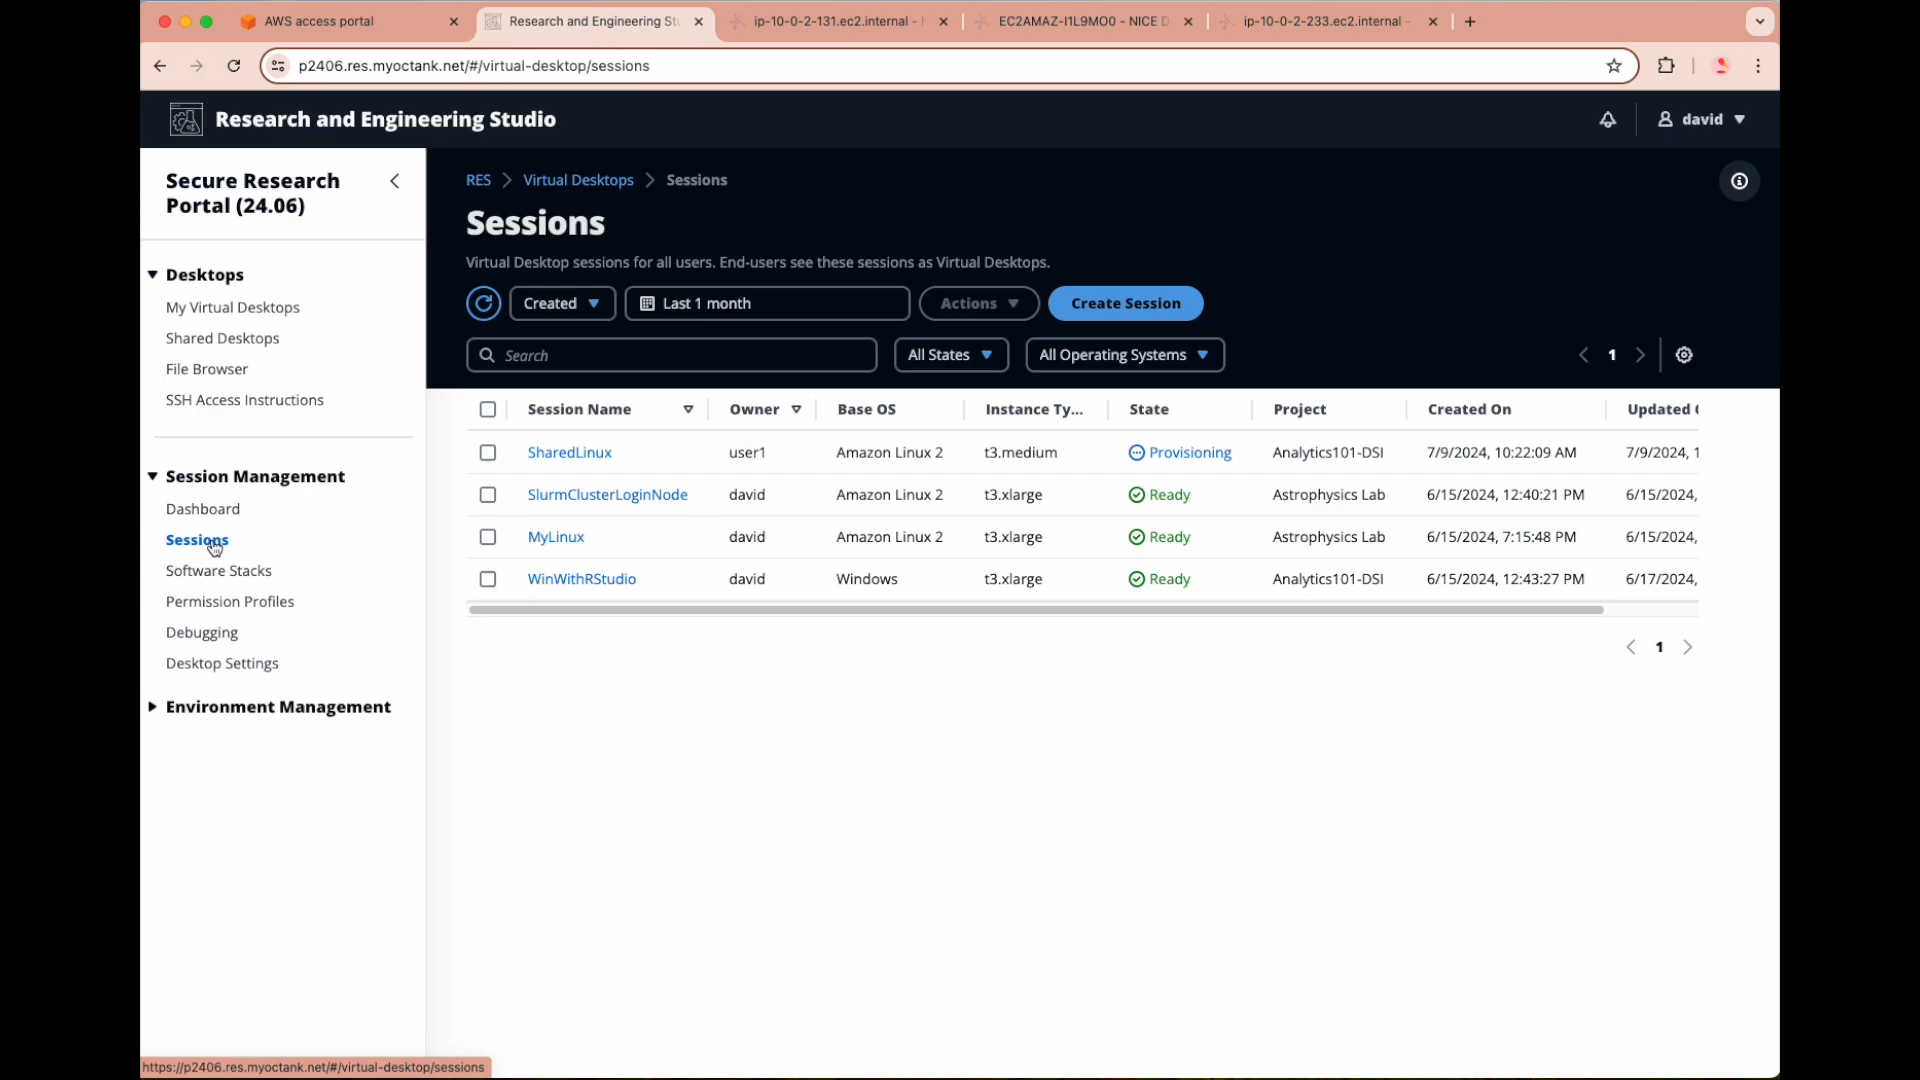 AWS access portal
Research and Engineering St
ip-10-0-2-131.ec2.internal -
EC2AMAZ-I1L9MO0 - NICE D
ip-10-0-2-233.ec2.internal -
p2406.res.myoctank.net/#/virtual-desktop/sessions
Research and Engineering Studio
david
Secure Research
Portal (24.06)
Desktops
My Virtual Desktops
Shared Desktops
File Browser
SSH Access Instructions
Session Management
Dashboard
Sessions
Software Stacks
Permission Profiles
Debugging
Desktop Settings
Environment Management
RES > Virtual Desktops > Sessions
Sessions
Virtual Desktop sessions for all users. End-users see these sessions as Virtual Desktops.
Created Last 1 month Actions Create Session
Search All States All Operating Systems 1
Session Name Owner Base OS Instance Ty... State Project Created On Updated
SharedLinux user1 Amazon Linux 2 t3.medium Provisioning Analytics101-DSI 7/9/2024, 10:22:09 AM 7/9/2024, 1
SlurmClusterLoginNode david Amazon Linux 2 t3.xlarge Ready Astrophysics Lab 6/15/2024, 12:40:21 PM 6/15/2024,
MyLinux david Amazon Linux 2 t3.xlarge Ready Astrophysics Lab 6/15/2024, 7:15:48 PM 6/15/2024,
WinWithRStudio david Windows t3.xlarge Ready Analytics101-DSI 6/15/2024, 12:43:27 PM 6/17/2024,
1
https://p2406.res.myoctank.net/#/virtual-desktop/sessions